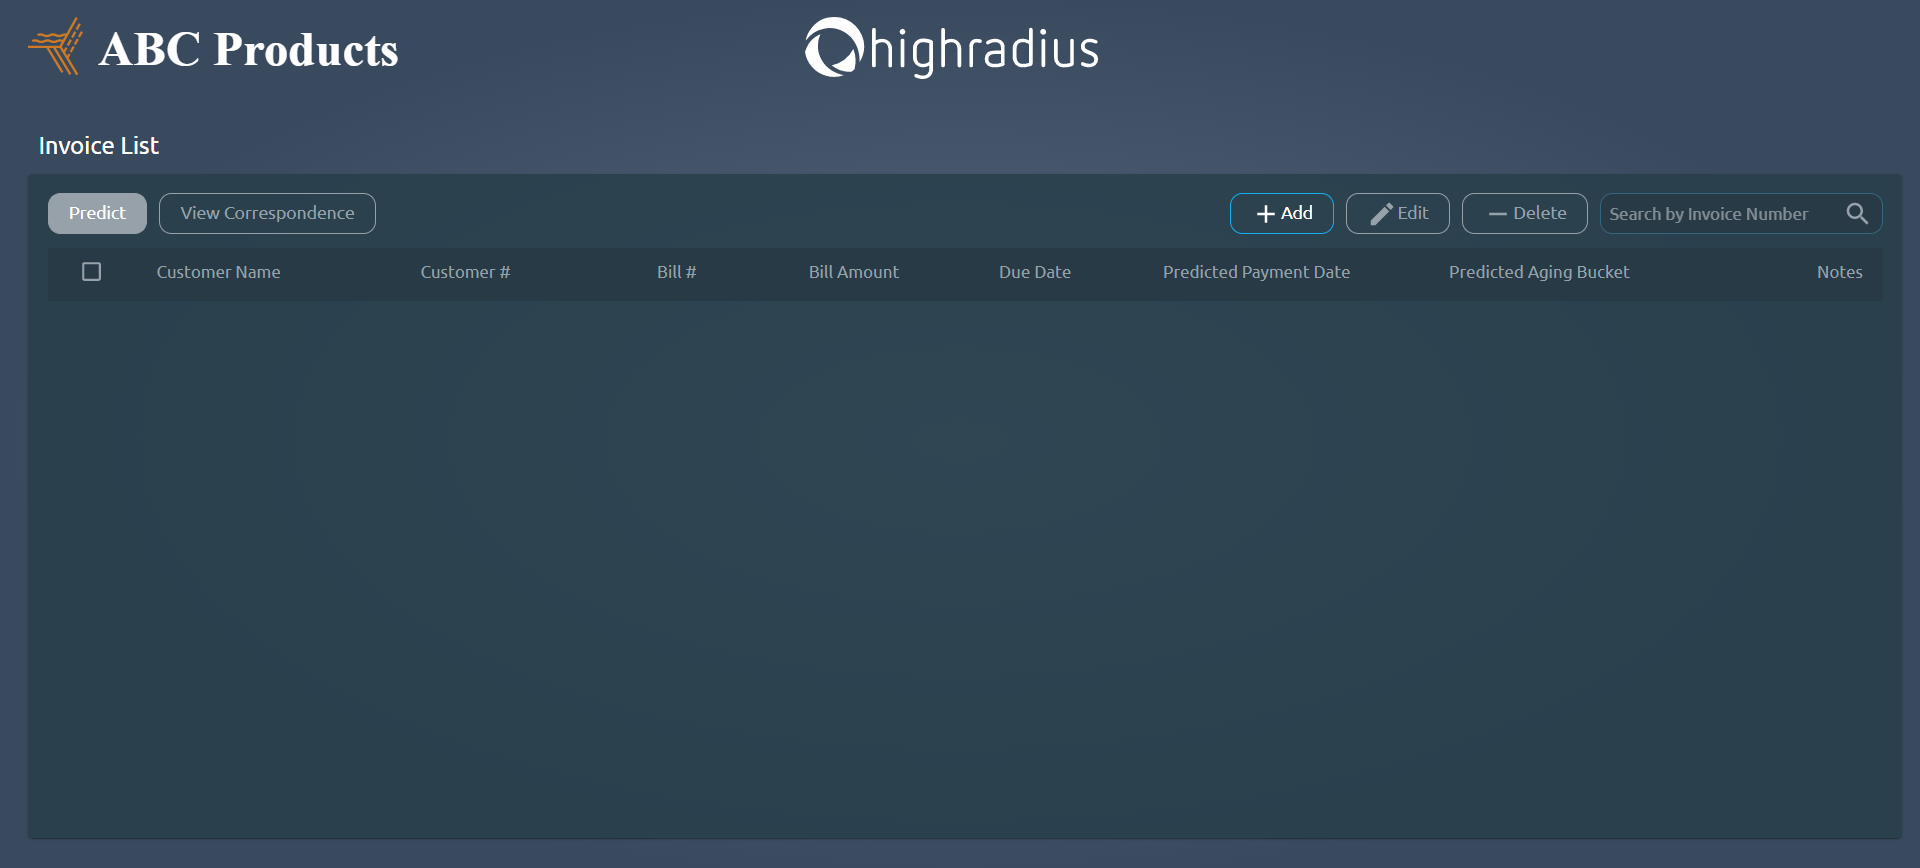 ABC Products
highradius
Invoice List
Predict View Correspondence Add Edit Delete Search by Invoice Number
Customer Name Customer # Bill # Bill Amount Due Date Predicted Payment Date Predicted Aging Bucket Notes